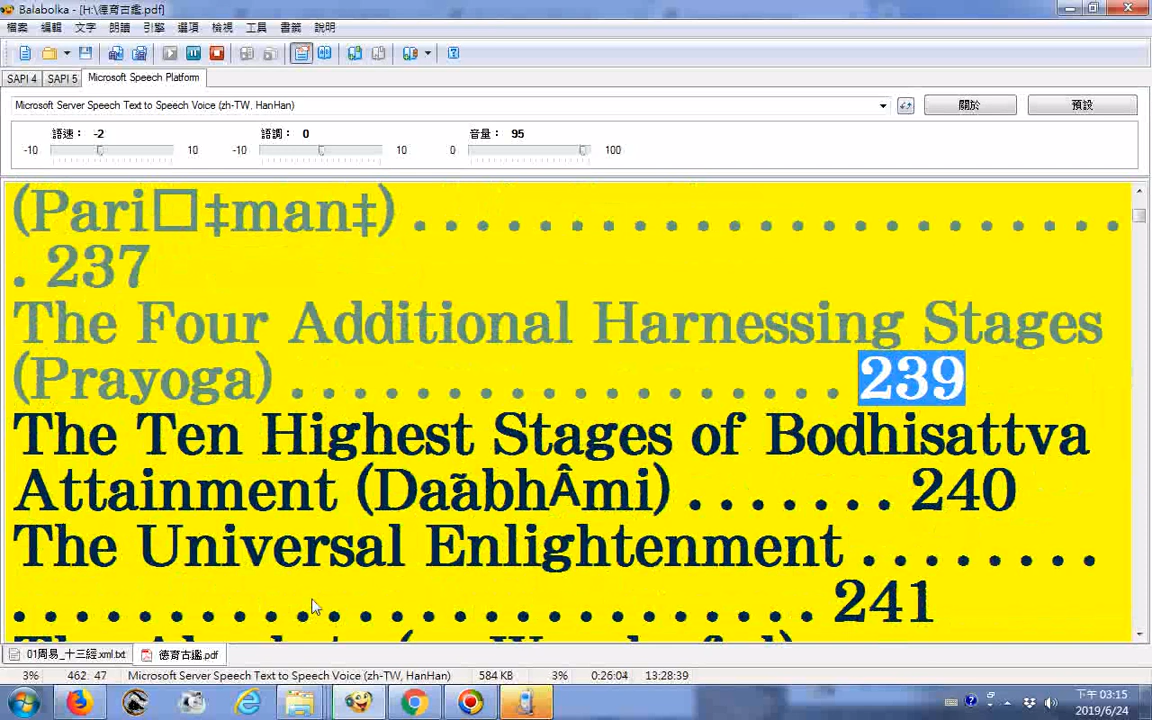 Balabolka - [H:\德育古鑑.pdf]
檔案 編輯 文字 朗讀 引擎 選項 檢視 工具 書籤 說明
SAPI 4 SAPI 5 Microsoft Speech Platform
Microsoft Server Speech Text to Speech Voice (zh-TW, HanHan) 關於 預設
語速： -2 語調： 0 音量： 95
-10 10 -10 10 0 100
(Pari□‡man‡) . . . . . . . . . . . . . . . . . . . . . . .
. 237
The Four Additional Harnessing Stages
(Prayoga) . . . . . . . . . . . . . . . . . . 239
The Ten Highest Stages of Bodhisattva
Attainment (DaãbhÂmi) . . . . . . . 240
The Universal Enlightenment . . . . . . . .
. . . . . . . . . . . . . . . . . . . . . . . . . . 241
01周易_十三經.xml.txt 德育古鑑.pdf
3% 462: 47 Microsoft Server Speech Text to Speech Voice (zh-TW, HanHan) 584 KB 3% 0:26:04 13:28:39
下午 03:15
2019/6/24